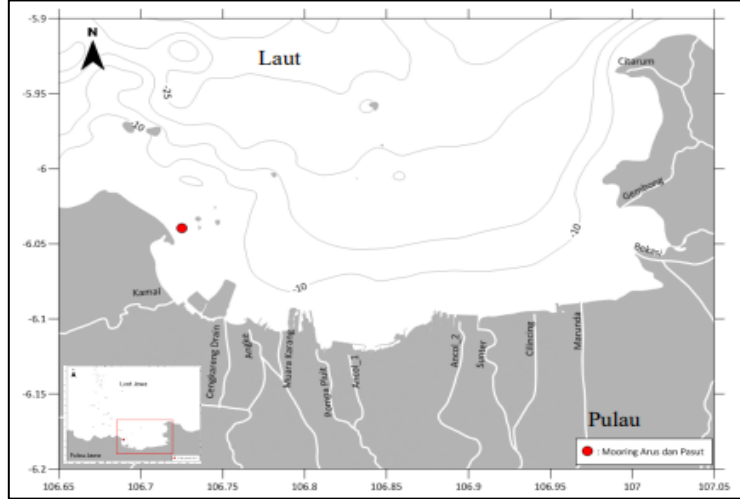 -5.9
N
Laut
Citarum
-5.95
-25
-10
-6
Gembong
-6.05
-10
Bekasi
-10
Kamal
-6.1
Cengkareng Drain
Angke
Muara Karang
Pompa Pluit
Ancol_1
Ancol_2
Sunter
Cilincing
Marunda
Laut Jawa
-6.15
Pulau
Pulau Jawa
: Mooring Arus dan Pasut
-6.2
106.65 106.7 106.75 106.8 106.85 106.9 106.95 107 107.05